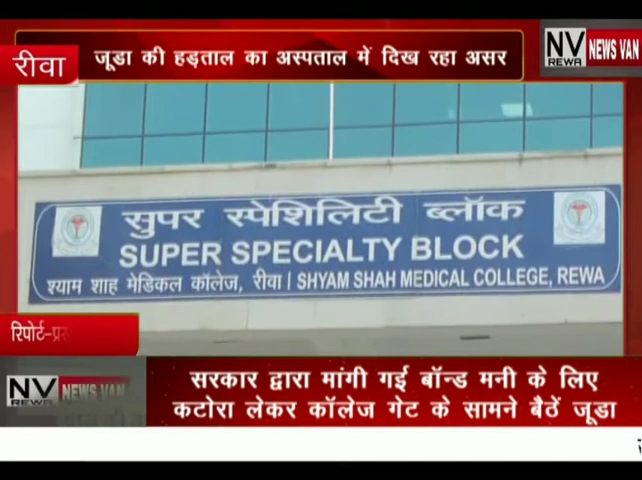 जूडा की हड़ताल का अस्पताल में दिख रहा असर
रीवा
NV
REWA
NEWS VAN
सुपर स्पेशिलिटी ब्लॉक
SUPER SPECIALTY BLOCK
श्याम शाह मेडिकल कॉलेज, रीवा | SHYAM SHAH MEDICAL COLLEGE, REWA
रिपोर्ट-
NV
REWA
NEWS VAN
सरकार द्वारा मांगी गई बॉन्ड मनी के लिए
कटोरा लेकर कॉलेज गेट के सामने बैठें जूडा